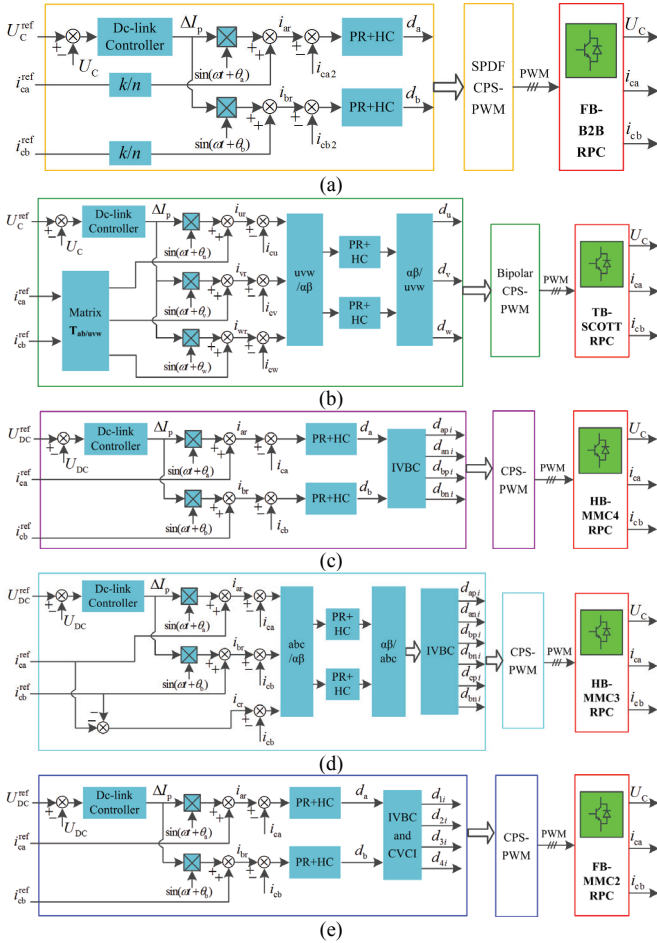 U_C^ref Dc-link Controller ΔI_p i_ar PR+HC d_a U_C
+ − U_C sin(ωt+θ_a) + + + − i_ca2
i_ca^ref k/n i_br PR+HC d_b SPDF CPS-PWM PWM FB-B2B RPC i_ca
sin(ωt+θ_b) + + + − i_cb2
i_cb^ref k/n i_cb
(a)
U_C^ref Dc-link Controller ΔI_p i_ur d_u U_C
+ − U_C sin(ωt+θ_a) + + + − i_cu
i_ca^ref Matrix T_ab/uvw i_vr uvw/αβ PR+HC αβ/uvw d_v Bipolar CPS-PWM PWM TB-SCOTT RPC i_ca
sin(ωt+θ_v) + + + − i_cv
i_cb^ref i_wr PR+HC d_w i_cb
sin(ωt+θ_w) + + + − i_cw
(b)
U_DC^ref Dc-link Controller ΔI_p i_ar PR+HC d_a d_api U_C
+ − U_DC sin(ωt+θ_a) + + + − i_ca d_ani
i_ca^ref i_br PR+HC d_b IVBC d_bpi CPS-PWM PWM HB-MMC4 RPC i_ca
sin(ωt+θ_b) + + + − i_cb d_bni
i_cb^ref i_cb
(c)
U_DC^ref Dc-link Controller ΔI_p i_ar d_api U_C
+ − U_DC sin(ωt+θ_a) + + + − i_ca d_ani
i_ca^ref i_br abc/αβ PR+HC αβ/abc IVBC d_bpi CPS-PWM PWM HB-MMC3 RPC i_ca
i_cb^ref sin(ωt+θ_b) + + + − i_cb PR+HC d_bni
− − i_cr d_cpi i_cb
+ − i_cb d_bni
(d)
U_DC^ref Dc-link Controller ΔI_p i_ar PR+HC d_a d_1i U_C
+ − U_DC sin(ωt+θ_a) + + + − i_ca d_2i
i_ca^ref i_br PR+HC d_b IVBC and CVCI d_3i CPS-PWM PWM FB-MMC2 RPC i_ca
sin(ωt+θ_b) + + + − i_cb d_4i
i_cb^ref i_cb
(e)